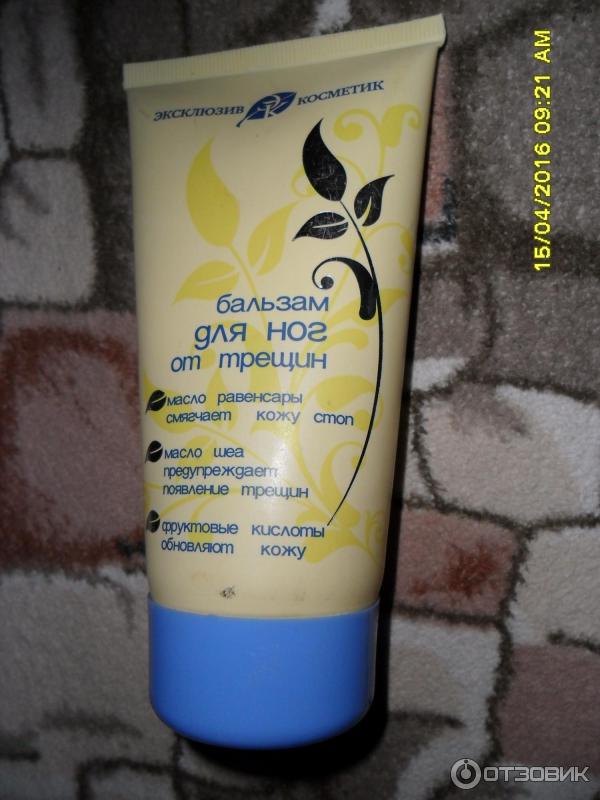 ЭКСКЛЮЗИВ КОСМЕТИК
бальзам
для ног
от трещин
масло равенсары
смягчает кожу стоп
масло шеа
предупреждает
появление трещин
фруктовые кислоты
обновляют кожу
15/04/2016 09:21 AM
ОТЗОВИК